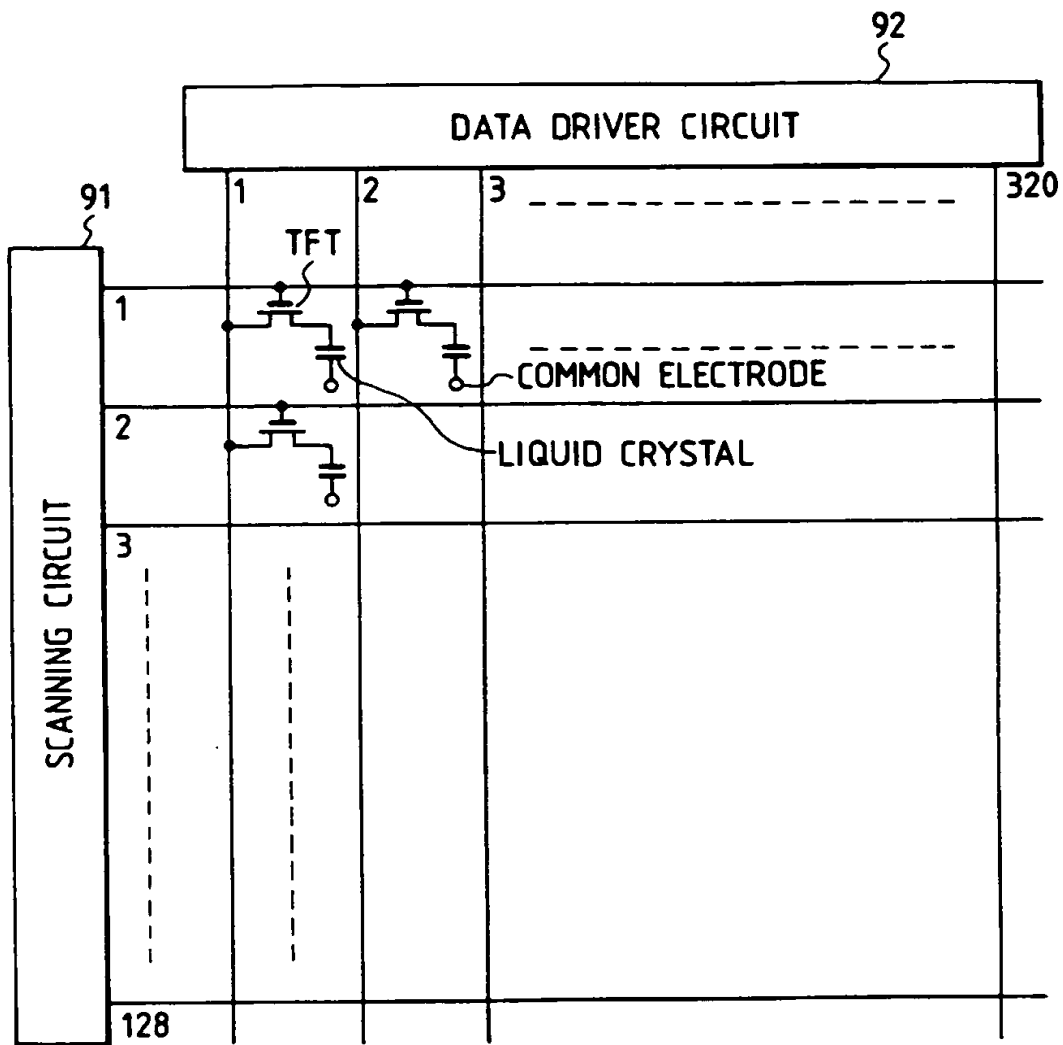 92
DATA DRIVER CIRCUIT
91
1
2
3
320
TFT
1
COMMON ELECTRODE
2
LIQUID CRYSTAL
3
SCANNING CIRCUIT
128